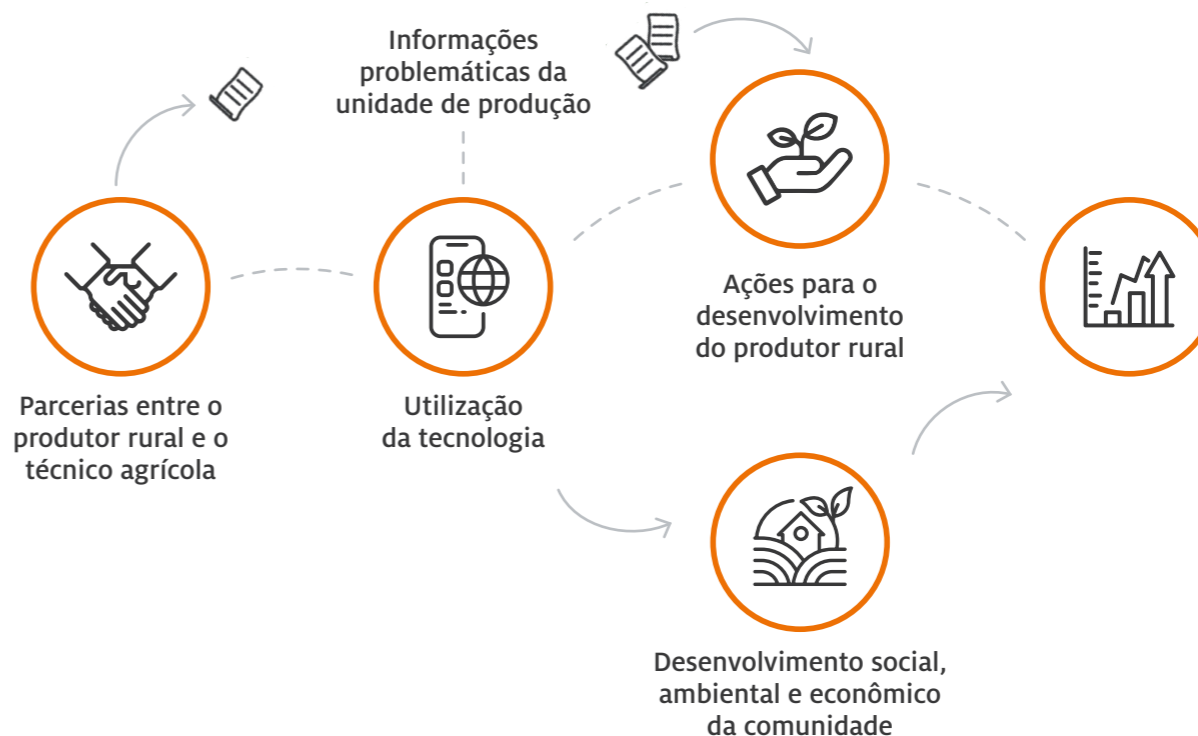 Informações
problemáticas da
unidade de produção
Parcerias entre o
produtor rural e o
técnico agrícola
Utilização
da tecnologia
Ações para o
desenvolvimento
do produtor rural
Desenvolvimento social,
ambiental e econômico
da comunidade